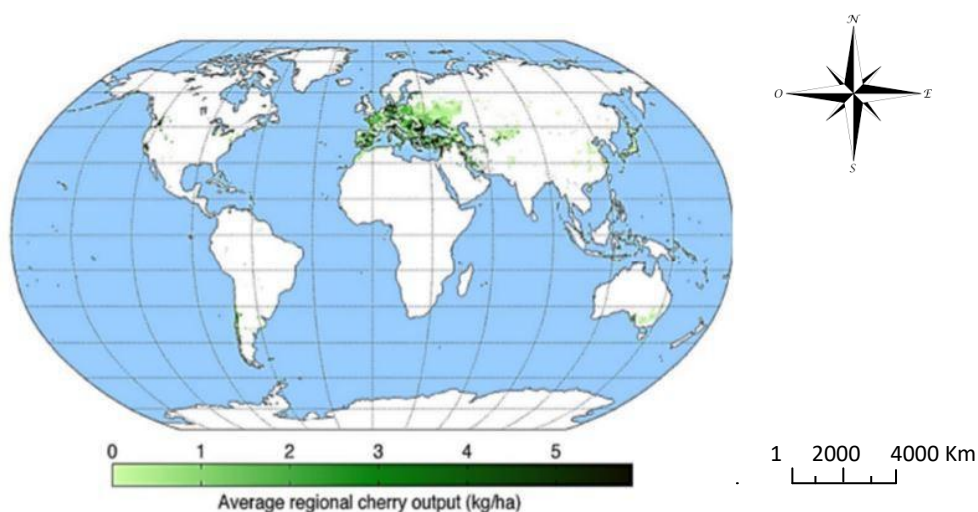 N
O E
S
0 1 2 3 4 5
Average regional cherry output (kg/ha)
1 2000 4000 Km